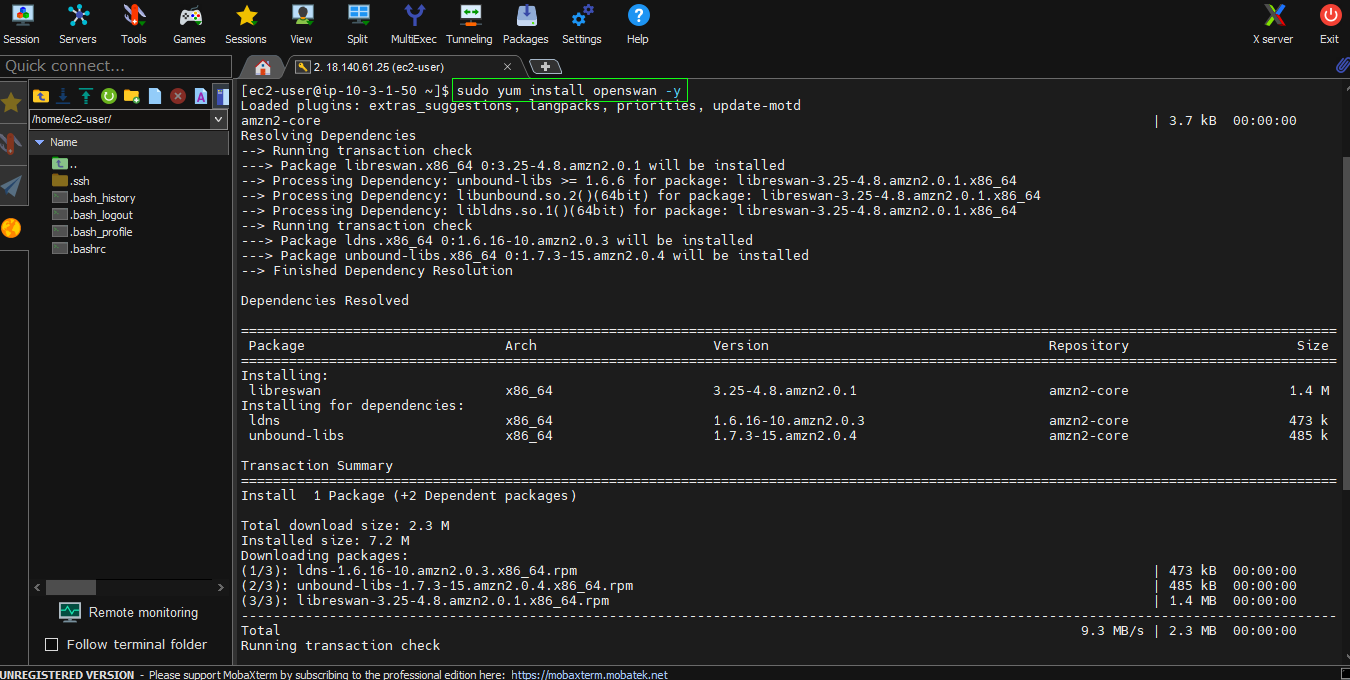 Session Servers Tools Games Sessions View Split MultiExec Tunneling Packages Settings Help X server Exit
Quick connect...
2. 18.140.61.25 (ec2-user)
/home/ec2-user/
Name
..
.ssh
.bash_history
.bash_logout
.bash_profile
.bashrc
Remote monitoring
Follow terminal folder
[ec2-user@ip-10-3-1-50 ~]$ sudo yum install openswan -y
Loaded plugins: extras_suggestions, langpacks, priorities, update-motd
amzn2-core | 3.7 kB 00:00:00
Resolving Dependencies
--> Running transaction check
---> Package libreswan.x86_64 0:3.25-4.8.amzn2.0.1 will be installed
--> Processing Dependency: unbound-libs >= 1.6.6 for package: libreswan-3.25-4.8.amzn2.0.1.x86_64
--> Processing Dependency: libunbound.so.2()(64bit) for package: libreswan-3.25-4.8.amzn2.0.1.x86_64
--> Processing Dependency: libldns.so.1()(64bit) for package: libreswan-3.25-4.8.amzn2.0.1.x86_64
--> Running transaction check
---> Package ldns.x86_64 0:1.6.16-10.amzn2.0.3 will be installed
---> Package unbound-libs.x86_64 0:1.7.3-15.amzn2.0.4 will be installed
--> Finished Dependency Resolution
Dependencies Resolved
Package Arch Version Repository Size
Installing:
libreswan x86_64 3.25-4.8.amzn2.0.1 amzn2-core 1.4 M
Installing for dependencies:
ldns x86_64 1.6.16-10.amzn2.0.3 amzn2-core 473 k
unbound-libs x86_64 1.7.3-15.amzn2.0.4 amzn2-core 485 k
Transaction Summary
Install 1 Package (+2 Dependent packages)
Total download size: 2.3 M
Installed size: 7.2 M
Downloading packages:
(1/3): ldns-1.6.16-10.amzn2.0.3.x86_64.rpm | 473 kB 00:00:00
(2/3): unbound-libs-1.7.3-15.amzn2.0.4.x86_64.rpm | 485 kB 00:00:00
(3/3): libreswan-3.25-4.8.amzn2.0.1.x86_64.rpm | 1.4 MB 00:00:00
Total 9.3 MB/s | 2.3 MB 00:00:00
Running transaction check
UNREGISTERED VERSION - Please support MobaXterm by subscribing to the professional edition here: https://mobaxterm.mobatek.net